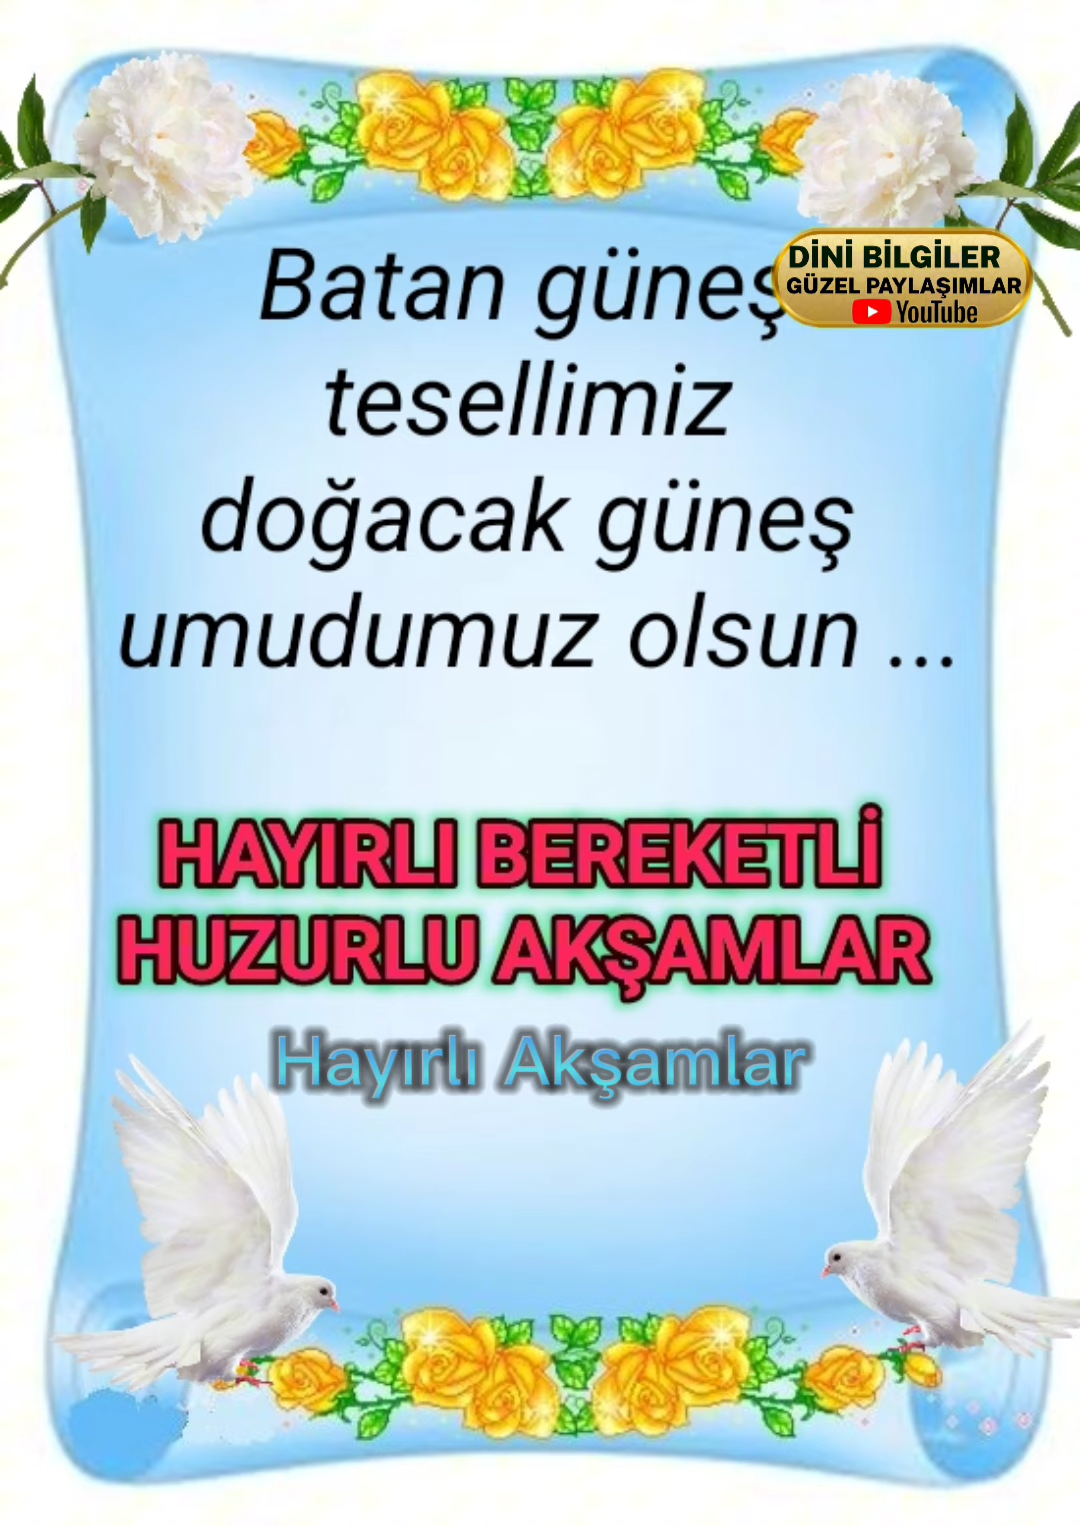 Batan güneş
DİNİ BİLGİLER
GÜZEL PAYLAŞIMLAR
YouTube
tesellimiz
doğacak güneş
umudumuz olsun ...
HAYIRLI BEREKETLİ
HUZURLU AKŞAMLAR
Hayırlı Akşamlar